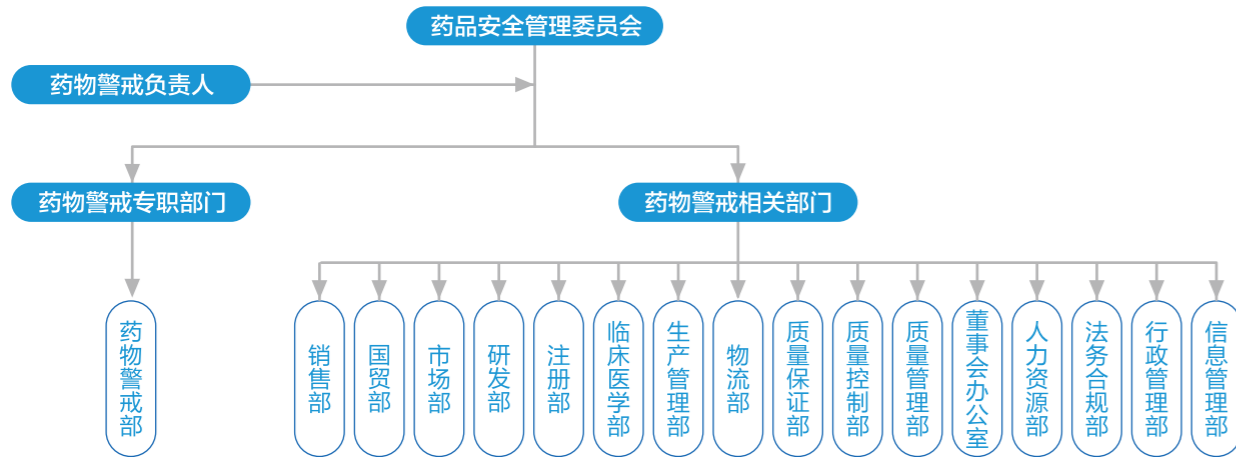 药品安全管理委员会
药物警戒负责人
药物警戒专职部门
药物警戒相关部门
药物警戒部
销售部
国贸部
市场部
研发部
注册部
临床医学部
生产管理部
物流部
质量保证部
质量控制部
质量管理部
董事会办公室
人力资源部
法务合规部
行政管理部
信息管理部